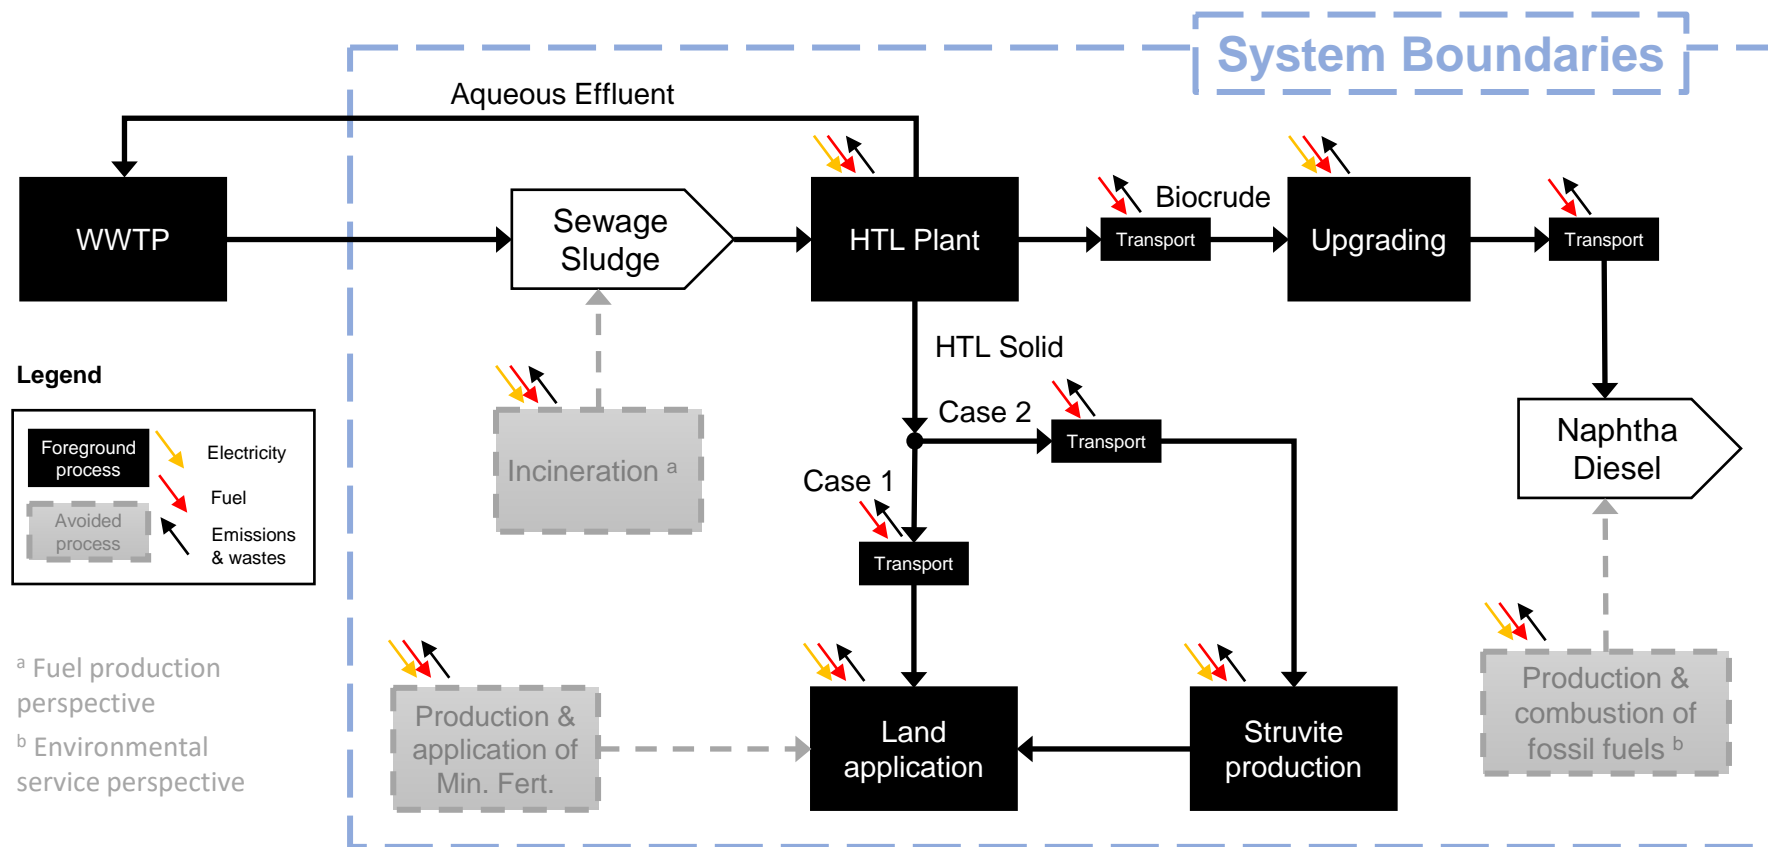 System Boundaries
Aqueous Effluent
WWTP
Sewage
Sludge
HTL Plant
Biocrude
Transport
Upgrading
Transport
HTL Solid
Legend
Foreground
process
Electricity
Fuel
Avoided
process
Emissions
& wastes
Incineration ᵃ
Case 2
Transport
Case 1
Transport
Naphtha
Diesel
ᵃ Fuel production
perspective
ᵇ Environmental
service perspective
Production &
application of
Min. Fert.
Land
application
Struvite
production
Production &
combustion of
fossil fuels ᵇ